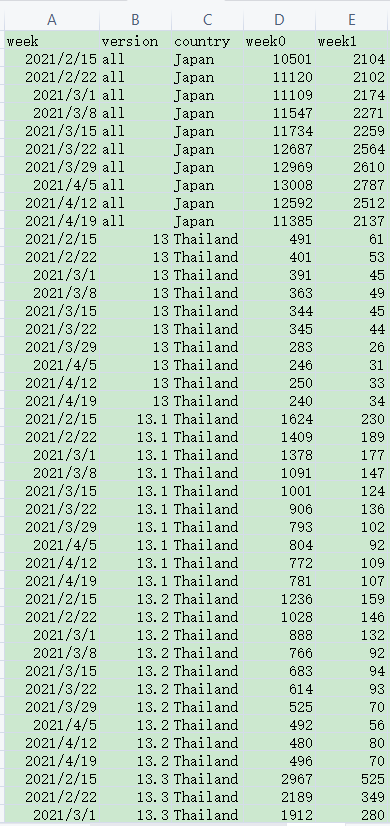 A B C D E
week version country week0 week1
2021/2/15 all Japan 10501 2104
2021/2/22 all Japan 11120 2102
2021/3/1 all Japan 11109 2174
2021/3/8 all Japan 11547 2271
2021/3/15 all Japan 11734 2259
2021/3/22 all Japan 12687 2564
2021/3/29 all Japan 12969 2610
2021/4/5 all Japan 13008 2787
2021/4/12 all Japan 12592 2512
2021/4/19 all Japan 11385 2137
2021/2/15 13 Thailand 491 61
2021/2/22 13 Thailand 401 53
2021/3/1 13 Thailand 391 45
2021/3/8 13 Thailand 363 49
2021/3/15 13 Thailand 344 45
2021/3/22 13 Thailand 345 44
2021/3/29 13 Thailand 283 26
2021/4/5 13 Thailand 246 31
2021/4/12 13 Thailand 250 33
2021/4/19 13 Thailand 240 34
2021/2/15 13.1 Thailand 1624 230
2021/2/22 13.1 Thailand 1409 189
2021/3/1 13.1 Thailand 1378 177
2021/3/8 13.1 Thailand 1091 147
2021/3/15 13.1 Thailand 1001 124
2021/3/22 13.1 Thailand 906 136
2021/3/29 13.1 Thailand 793 102
2021/4/5 13.1 Thailand 804 92
2021/4/12 13.1 Thailand 772 109
2021/4/19 13.1 Thailand 781 107
2021/2/15 13.2 Thailand 1236 159
2021/2/22 13.2 Thailand 1028 146
2021/3/1 13.2 Thailand 888 132
2021/3/8 13.2 Thailand 766 92
2021/3/15 13.2 Thailand 683 94
2021/3/22 13.2 Thailand 614 93
2021/3/29 13.2 Thailand 525 70
2021/4/5 13.2 Thailand 492 56
2021/4/12 13.2 Thailand 480 80
2021/4/19 13.2 Thailand 496 70
2021/2/15 13.3 Thailand 2967 525
2021/2/22 13.3 Thailand 2189 349
2021/3/1 13.3 Thailand 1912 280